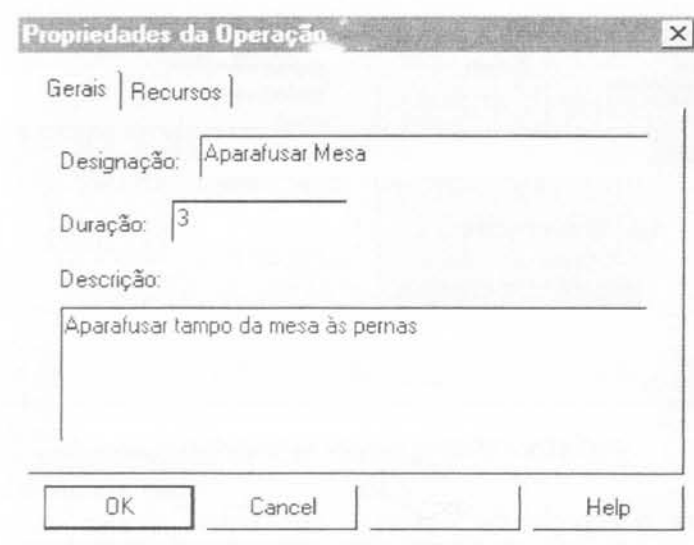 Propriedades da Operação
Gerais Recursos
Designação: Aparafusar Mesa
Duração: 3
Descrição:
Aparafusar tampo da mesa às pernas
OK Cancel Help